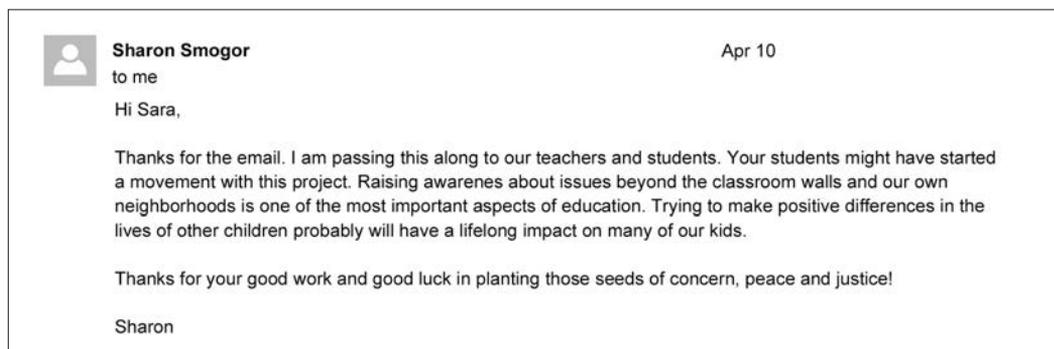 Sharon Smogor Apr 10
to me
Hi Sara,
Thanks for the email. I am passing this along to our teachers and students. Your students might have started
a movement with this project. Raising awarenes about issues beyond the classroom walls and our own
neighborhoods is one of the most important aspects of education. Trying to make positive differences in the
lives of other children probably will have a lifelong impact on many of our kids.
Thanks for your good work and good luck in planting those seeds of concern, peace and justice!
Sharon